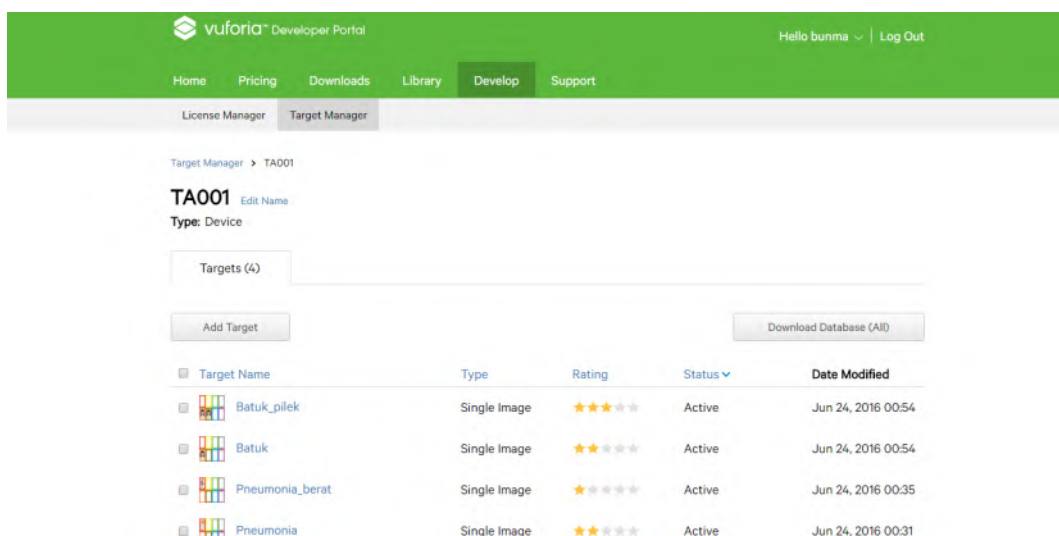 vuforia™ Developer Portal
Hello bunma | Log Out
Home Pricing Downloads Library Develop Support
License Manager Target Manager
Target Manager > TA001
TA001 Edit Name
Type: Device
Targets (4)
Add Target Download Database (All)
Target Name Type Rating Status Date Modified
Batuk_pilek Single Image Active Jun 24, 2016 00:54
Batuk Single Image Active Jun 24, 2016 00:54
Pneumonia_berat Single Image Active Jun 24, 2016 00:35
Pneumonia Single Image Active Jun 24, 2016 00:31